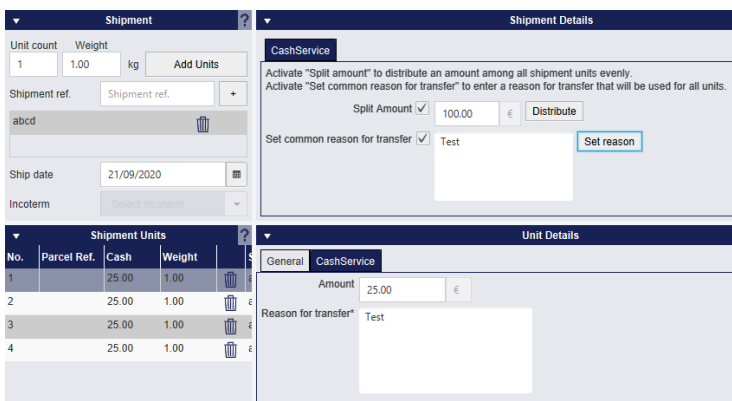 Shipment ?
Unit count Weight
1 1.00 kg Add Units
Shipment ref. Shipment ref. +
abcd
Ship date 21/09/2020
Incoterm Select Incoterm
Shipment Details
CashService
Activate "Split amount" to distribute an amount among all shipment units evenly.
Activate "Set common reason for transfer" to enter a reason for transfer that will be used for all units.
Split Amount 100.00 € Distribute
Set common reason for transfer Test Set reason
Shipment Units ?
No. Parcel Ref. Cash Weight
1 25.00 1.00
2 25.00 1.00
3 25.00 1.00
4 25.00 1.00
Unit Details
General CashService
Amount 25.00 €
Reason for transfer* Test